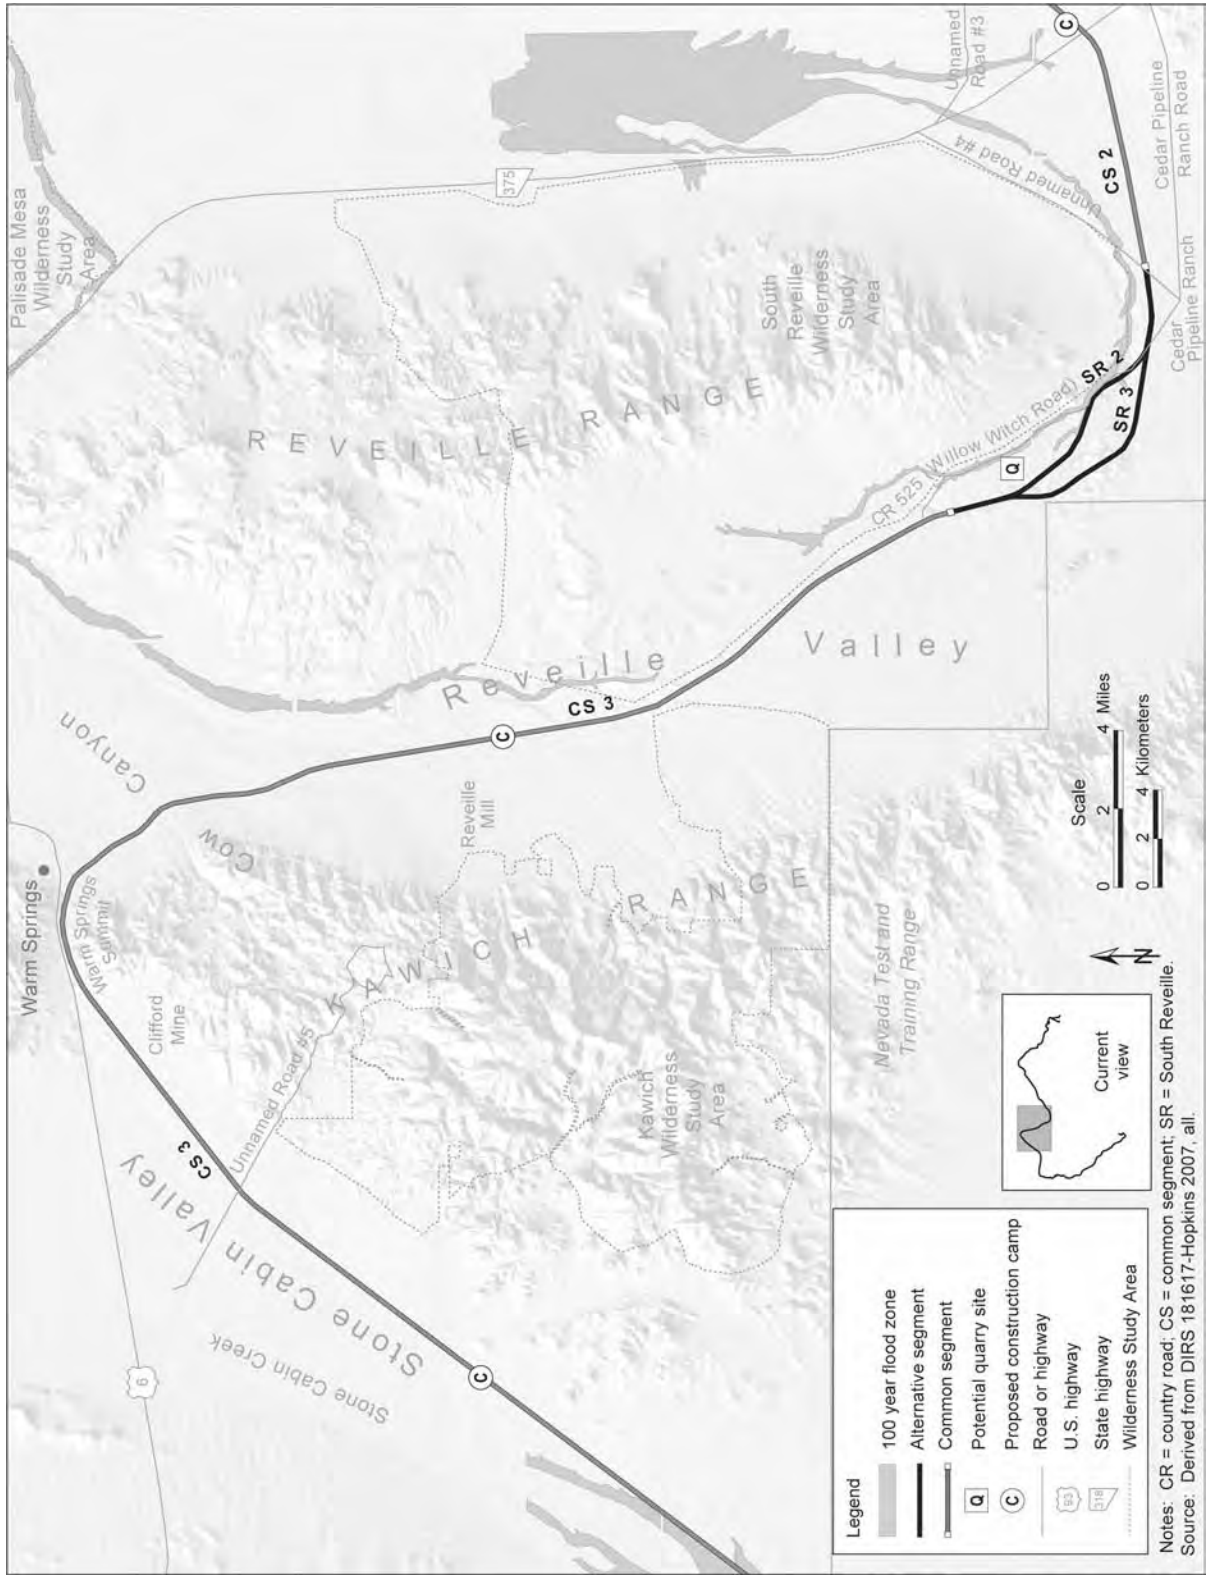 Palisade Mesa
Wilderness
Study
Area
Warm Springs
Warm Springs
Summit
Canyon
Cow
6
Clifford
Mine
CS 3
Unnamed Road #5
Stone Cabin Valley
Stone Cabin Creek
C
KAWICH
RANGE
Reveille
Mill
Kawich
Wilderness
Study
Area
C
CS 3
Reveille
Valley
REVEILLE RANGE
375
South
Reveille
Wilderness
Study
Area
Unnamed
Road #3
Unnamed Road #4
CR 525 (Willow Witch Road)
Q
SR 2
SR 3
CS 2
C
Cedar Pipeline
Ranch Road
Cedar
Pipeline Ranch
Nevada Test and
Training Range
Legend
100 year flood zone
Alternative segment
Common segment
Q Potential quarry site
C Proposed construction camp
Road or highway
93 U.S. highway
318 State highway
Wilderness Study Area
Current
view
N
Scale
0 2 4 Miles
0 2 4 Kilometers
Notes: CR = country road; CS = common segment; SR = South Reveille.
Source: Derived from DIRS 181617-Hopkins 2007, all.